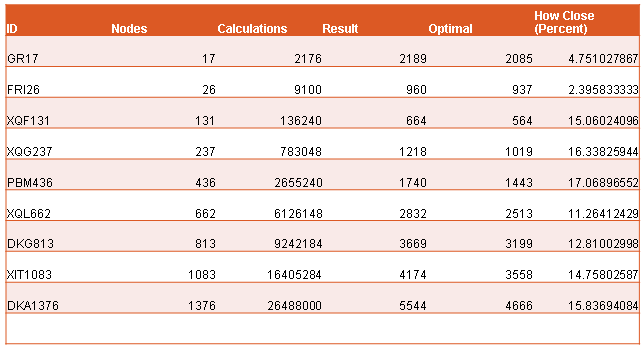 ID Nodes Calculations Result Optimal How Close (Percent)
GR17 17 2176 2189 2085 4.751027867
FRI26 26 9100 960 937 2.395833333
XQF131 131 136240 664 564 15.06024096
XQG237 237 783048 1218 1019 16.33825944
PBM436 436 2655240 1740 1443 17.06896552
XQL662 662 6126148 2832 2513 11.26412429
DKG813 813 9242184 3669 3199 12.81002998
XIT1083 1083 16405284 4174 3558 14.75802587
DKA1376 1376 26488000 5544 4666 15.83694084